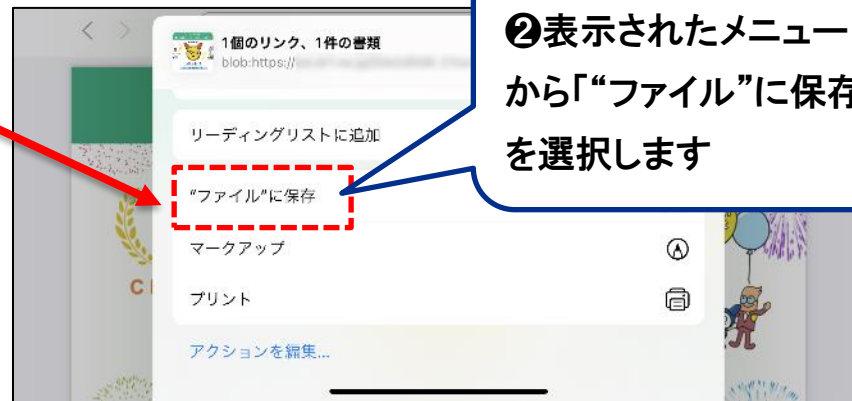 1個のリンク、1件の書類
blob:https://
❷表示されたメニュー
から「“ファイル”に保存
を選択します
リーディングリストに追加
“ファイル”に保存
マークアップ
プリント
アクションを編集...